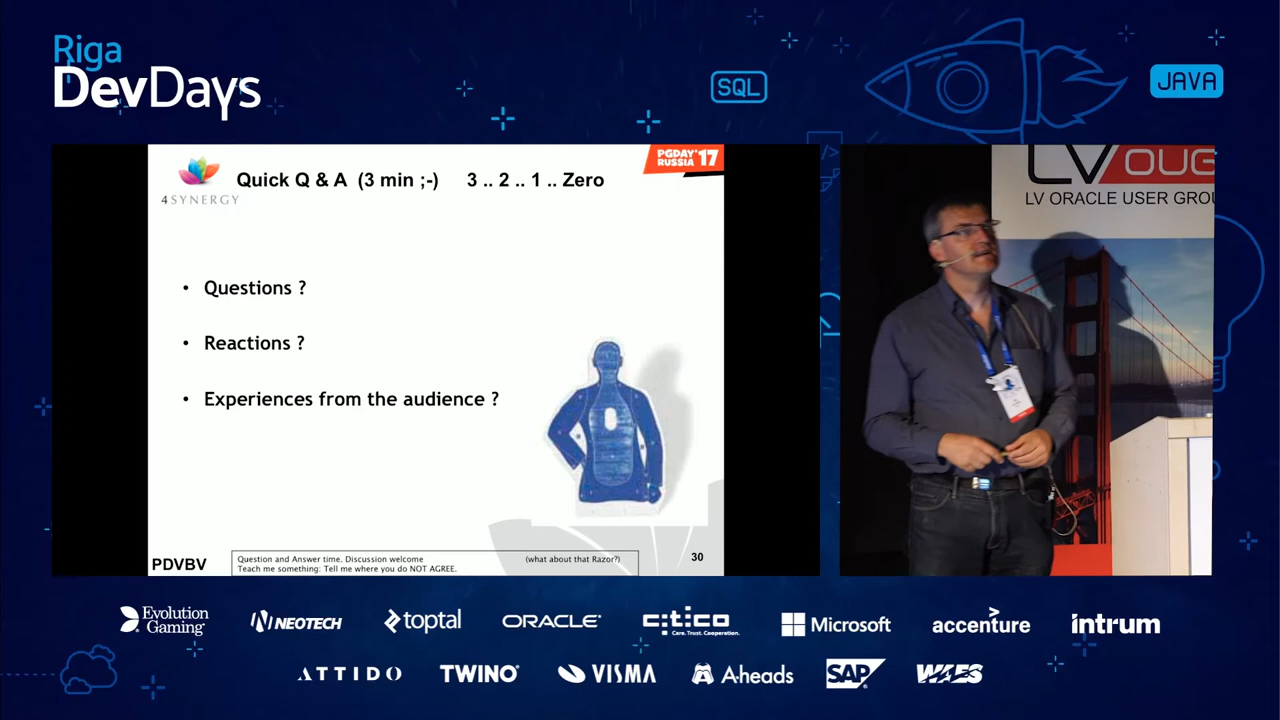 Riga
DevDays
SQL
JAVA
4SYNERGY
Quick Q & A (3 min ;-) 3 .. 2 .. 1 .. Zero
PGDAY'17
RUSSIA
• Questions ?
• Reactions ?
• Experiences from the audience ?
PDVBV
Question and Answer time. Discussion welcome (what about that Razor?)
Teach me something: Tell me where you do NOT AGREE.
30
LV OUG
LV ORACLE USER GROU
</>
Evolution
Gaming
NEOTECH
toptal
ORACLE
c:t:co
Care. Trust. Cooperation.
Microsoft
accenture
intrum
ATTIDO
TWINO
VISMA
A-heads
SAP
WAES